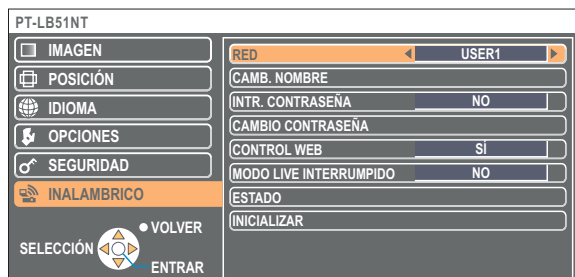 PT-LB51NT
IMAGEN
POSICIÓN
IDIOMA
OPCIONES
SEGURIDAD
INALAMBRICO
SELECCIÓN
VOLVER
ENTRAR
RED USER1
CAMB. NOMBRE
INTR. CONTRASEÑA NO
CAMBIO CONTRASEÑA
CONTROL WEB SÍ
MODO LIVE INTERRUMPIDO NO
ESTADO
INICIALIZAR